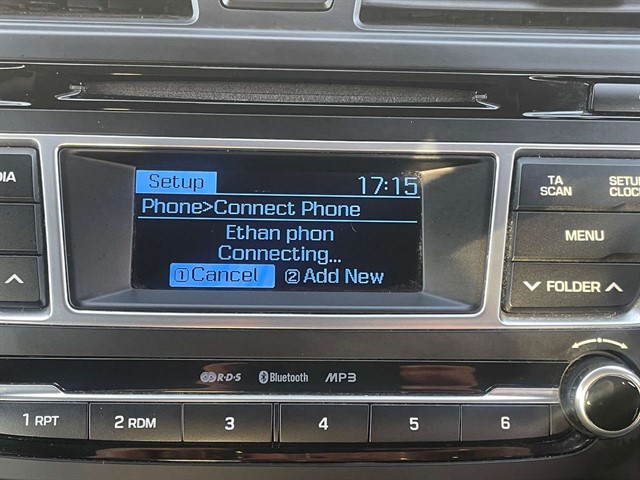 Setup 17:15
Phone>Connect Phone
Ethan phon
Connecting...
①Cancel ②Add New
DIA
TA
SCAN
SETUP
CLOCK
MENU
FOLDER
R·D·S Bluetooth MP3
1 RPT 2 RDM 3 4 5 6